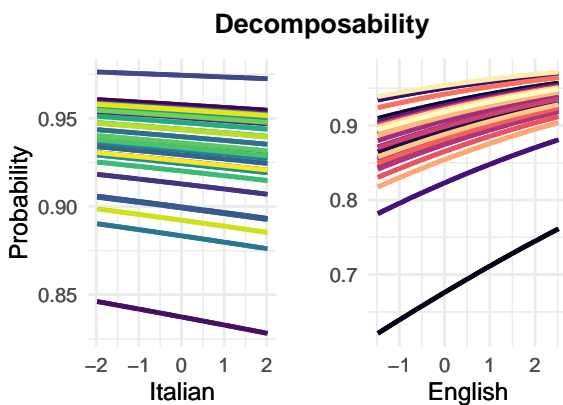 Decomposability
Probability
0.95
0.90
0.85
−2 −1 0 1 2
Italian
0.9
0.8
0.7
−1 0 1 2
English